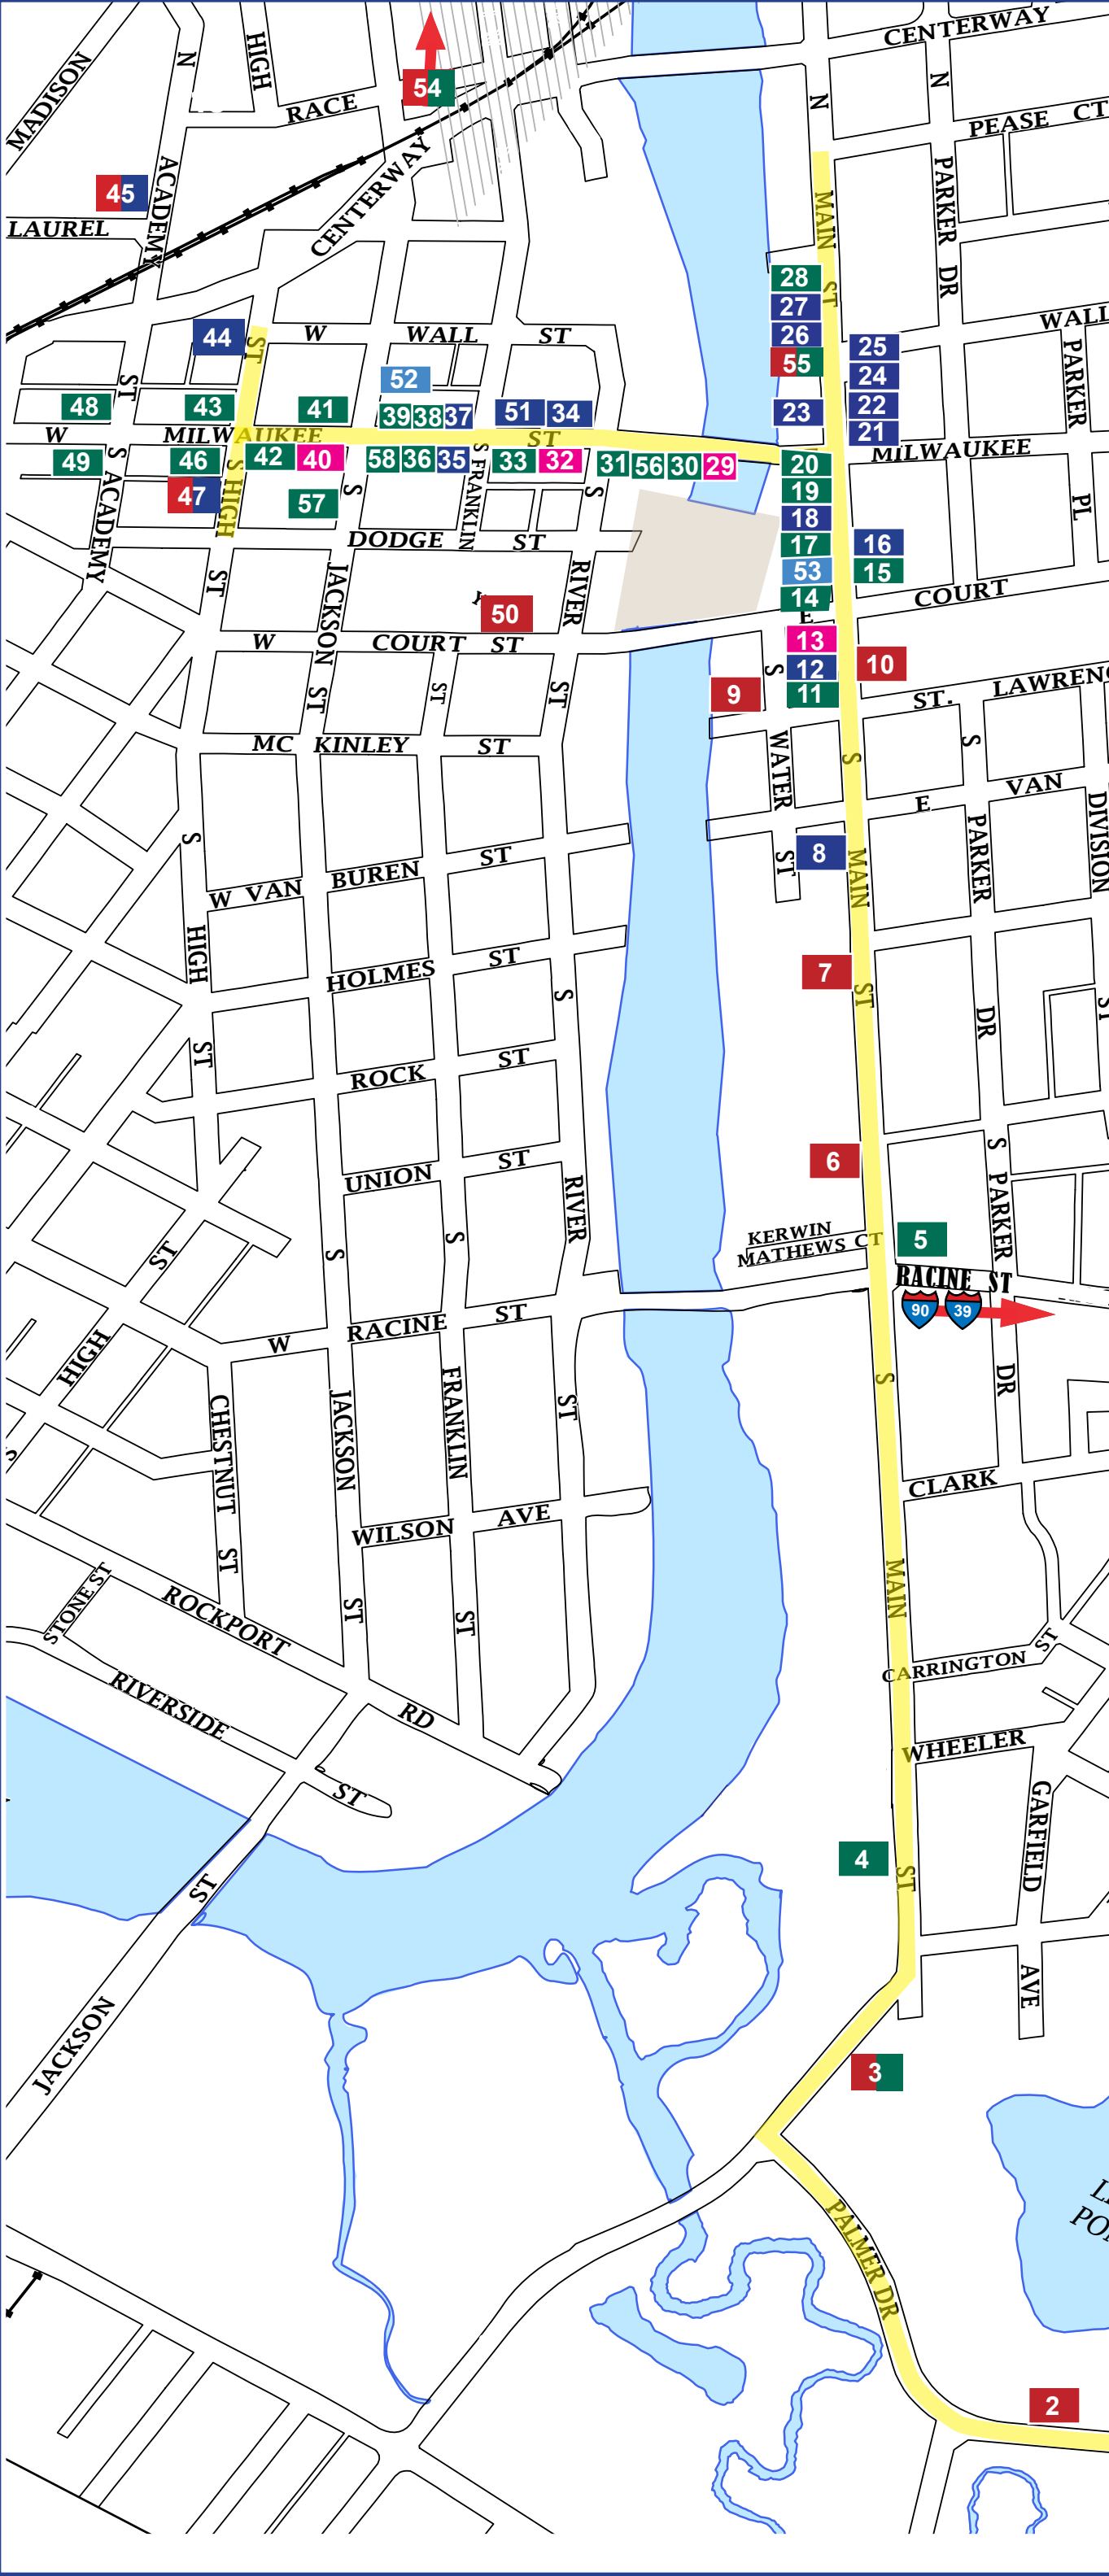 CENTERWAY
MADISON
N
HIGH
RACE
54
N
N
PEASE CT
45
ACADEMY
CENTERWAY
LAUREL
MAIN
PARKER
DR
ST
28
27
26
55
23
25
24
22
21
WALL
PARKER
PL
44
ST
W WALL ST
52
48
ST
43
41
39 38 37
51 34
W MILWAUKEE ST
MILWAUKEE
49
46
42 40
58 36 35
33 32
31 56 30 29
20
19
18
17
53
14
16
15
47
57
S ACADEMY
S HIGH
ST
S
JACKSON
ST
S FRANKLIN
ST
S
RIVER
ST
DODGE ST
50
W COURT ST
E COURT
13
12
11
10
9
S
WATER
ST
ST. LAWRENC
MC KINLEY ST
S
S
E VAN
PARKER
DIVISION
DR
ST
8
MAIN
S
HIGH
ST
W VAN BUREN ST
HOLMES ST
S
7
ST
ROCK ST
6
UNION ST
RIVER
ST
S
S
KERWIN
MATHEWS CT
5
S PARKER
DR
RACINE ST
90 39
W RACINE ST
ST
HIGH
S
CHESTNUT
ST
JACKSON
ST
FRANKLIN
ST
S
CLARK
WILSON AVE
MAIN
STONE ST
ROCKPORT
RD
RIVERSIDE
ST
CARRINGTON
ST
WHEELER
GARFIELD
AVE
4
ST
ST
JACKSON
3
PALMER DR
2